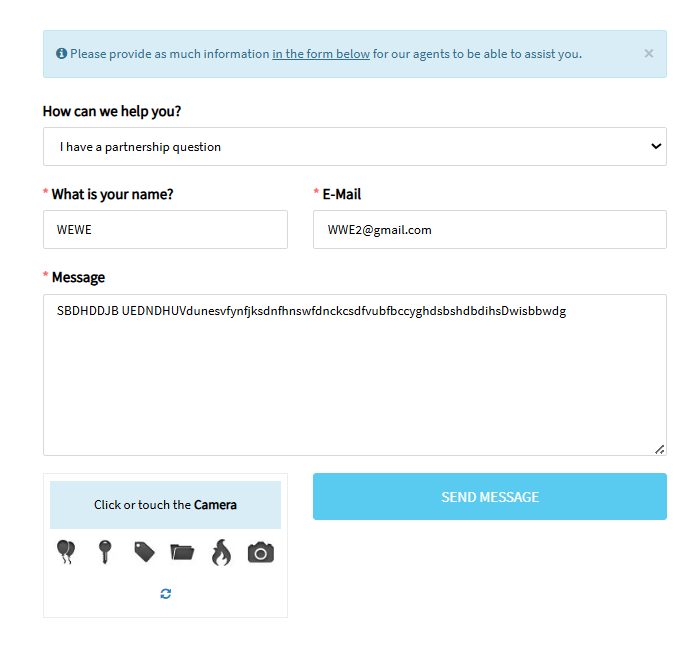 Please provide as much information in the form below for our agents to be able to assist you. ×
How can we help you?
I have a partnership question
* What is your name? * E-Mail
WEWE WWE2@gmail.com
* Message
SBDHDDJB UEDNDHUVdunesvfynfjksdnfhnswfdnckcsdfvubfbccyghdsbshdbdihsDwisbbwdg
Click or touch the Camera
SEND MESSAGE